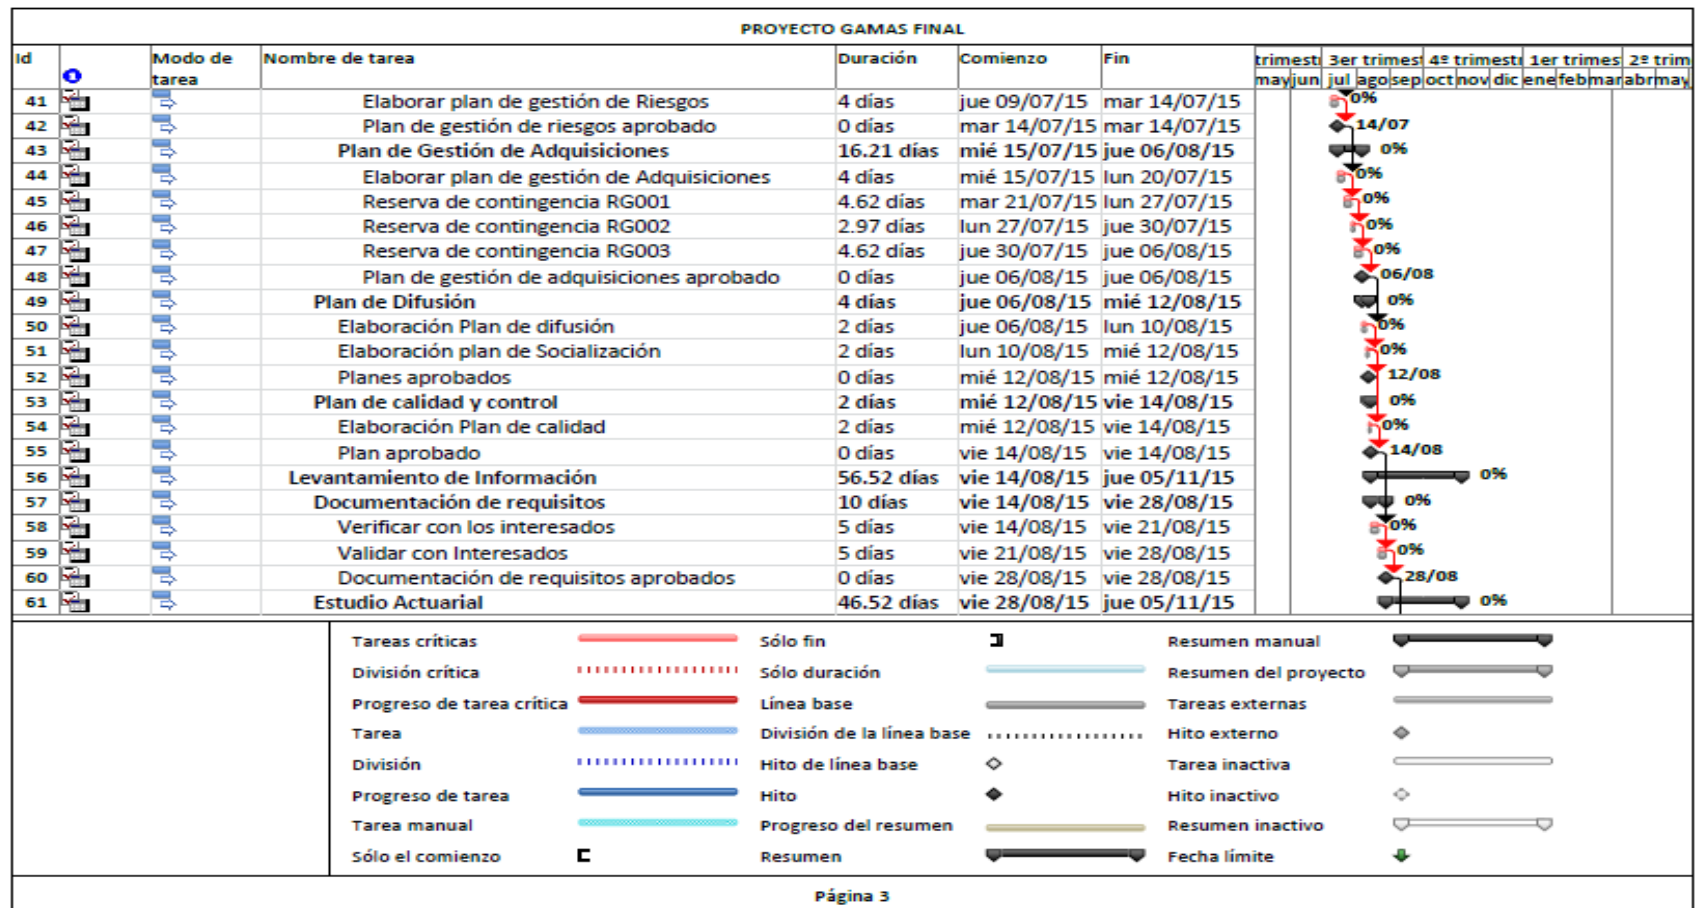 PROYECTO GAMAS FINAL
Id Modo de tarea Nombre de tarea Duración Comienzo Fin trimestr 3er trimest 4º trimestr 1er trimes 2º trim
may jun jul ago sep oct nov dic ene feb mar abr may
41 Elaborar plan de gestión de Riesgos 4 días jue 09/07/15 mar 14/07/15 0%
42 Plan de gestión de riesgos aprobado 0 días mar 14/07/15 mar 14/07/15 14/07
43 Plan de Gestión de Adquisiciones 16.21 días mié 15/07/15 jue 06/08/15 0%
44 Elaborar plan de gestión de Adquisiciones 4 días mié 15/07/15 lun 20/07/15 0%
45 Reserva de contingencia RG001 4.62 días mar 21/07/15 lun 27/07/15 0%
46 Reserva de contingencia RG002 2.97 días lun 27/07/15 jue 30/07/15 0%
47 Reserva de contingencia RG003 4.62 días jue 30/07/15 jue 06/08/15 0%
48 Plan de gestión de adquisiciones aprobado 0 días jue 06/08/15 jue 06/08/15 06/08
49 Plan de Difusión 4 días jue 06/08/15 mié 12/08/15 0%
50 Elaboración Plan de difusión 2 días jue 06/08/15 lun 10/08/15 0%
51 Elaboración plan de Socialización 2 días lun 10/08/15 mié 12/08/15 0%
52 Planes aprobados 0 días mié 12/08/15 mié 12/08/15 12/08
53 Plan de calidad y control 2 días mié 12/08/15 vie 14/08/15 0%
54 Elaboración Plan de calidad 2 días mié 12/08/15 vie 14/08/15 0%
55 Plan aprobado 0 días vie 14/08/15 vie 14/08/15 14/08
56 Levantamiento de Información 56.52 días vie 14/08/15 jue 05/11/15 0%
57 Documentación de requisitos 10 días vie 14/08/15 vie 28/08/15 0%
58 Verificar con los interesados 5 días vie 14/08/15 vie 21/08/15 0%
59 Validar con Interesados 5 días vie 21/08/15 vie 28/08/15 0%
60 Documentación de requisitos aprobados 0 días vie 28/08/15 vie 28/08/15 28/08
61 Estudio Actuarial 46.52 días vie 28/08/15 jue 05/11/15 0%
Tareas críticas Sólo fin Resumen manual
División crítica Sólo duración Resumen del proyecto
Progreso de tarea crítica Línea base Tareas externas
Tarea División de la línea base Hito externo
División Hito de línea base Tarea inactiva
Progreso de tarea Hito Hito inactivo
Tarea manual Progreso del resumen Resumen inactivo
Sólo el comienzo Resumen Fecha límite
Página 3